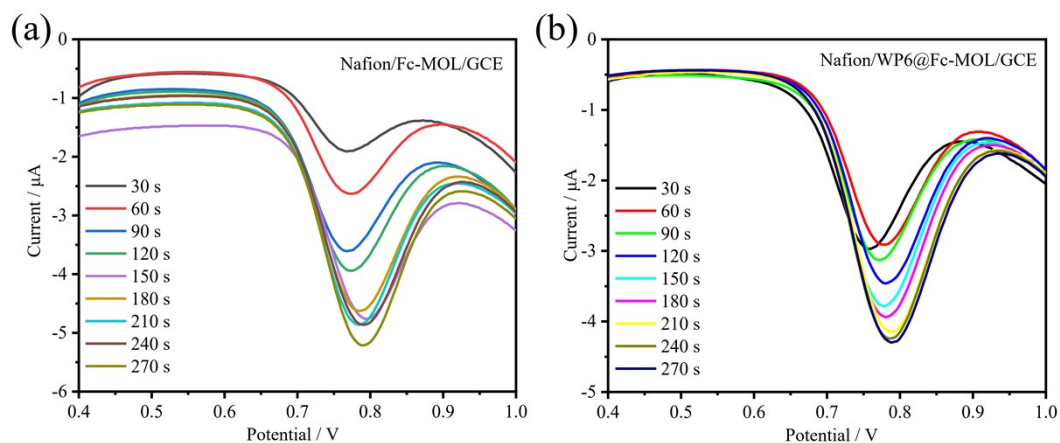 (a)
Nafion/Fc-MOL/GCE
0
-1
-2
-3
-4
-5
-6
Current / μA
30 s
60 s
90 s
120 s
150 s
180 s
210 s
240 s
270 s
0.4 0.5 0.6 0.7 0.8 0.9 1.0
Potential / V
(b)
Nafion/WP6@Fc-MOL/GCE
0
-1
-2
-3
-4
-5
Current / μA
30 s
60 s
90 s
120 s
150 s
180 s
210 s
240 s
270 s
0.4 0.5 0.6 0.7 0.8 0.9 1.0
Potential / V